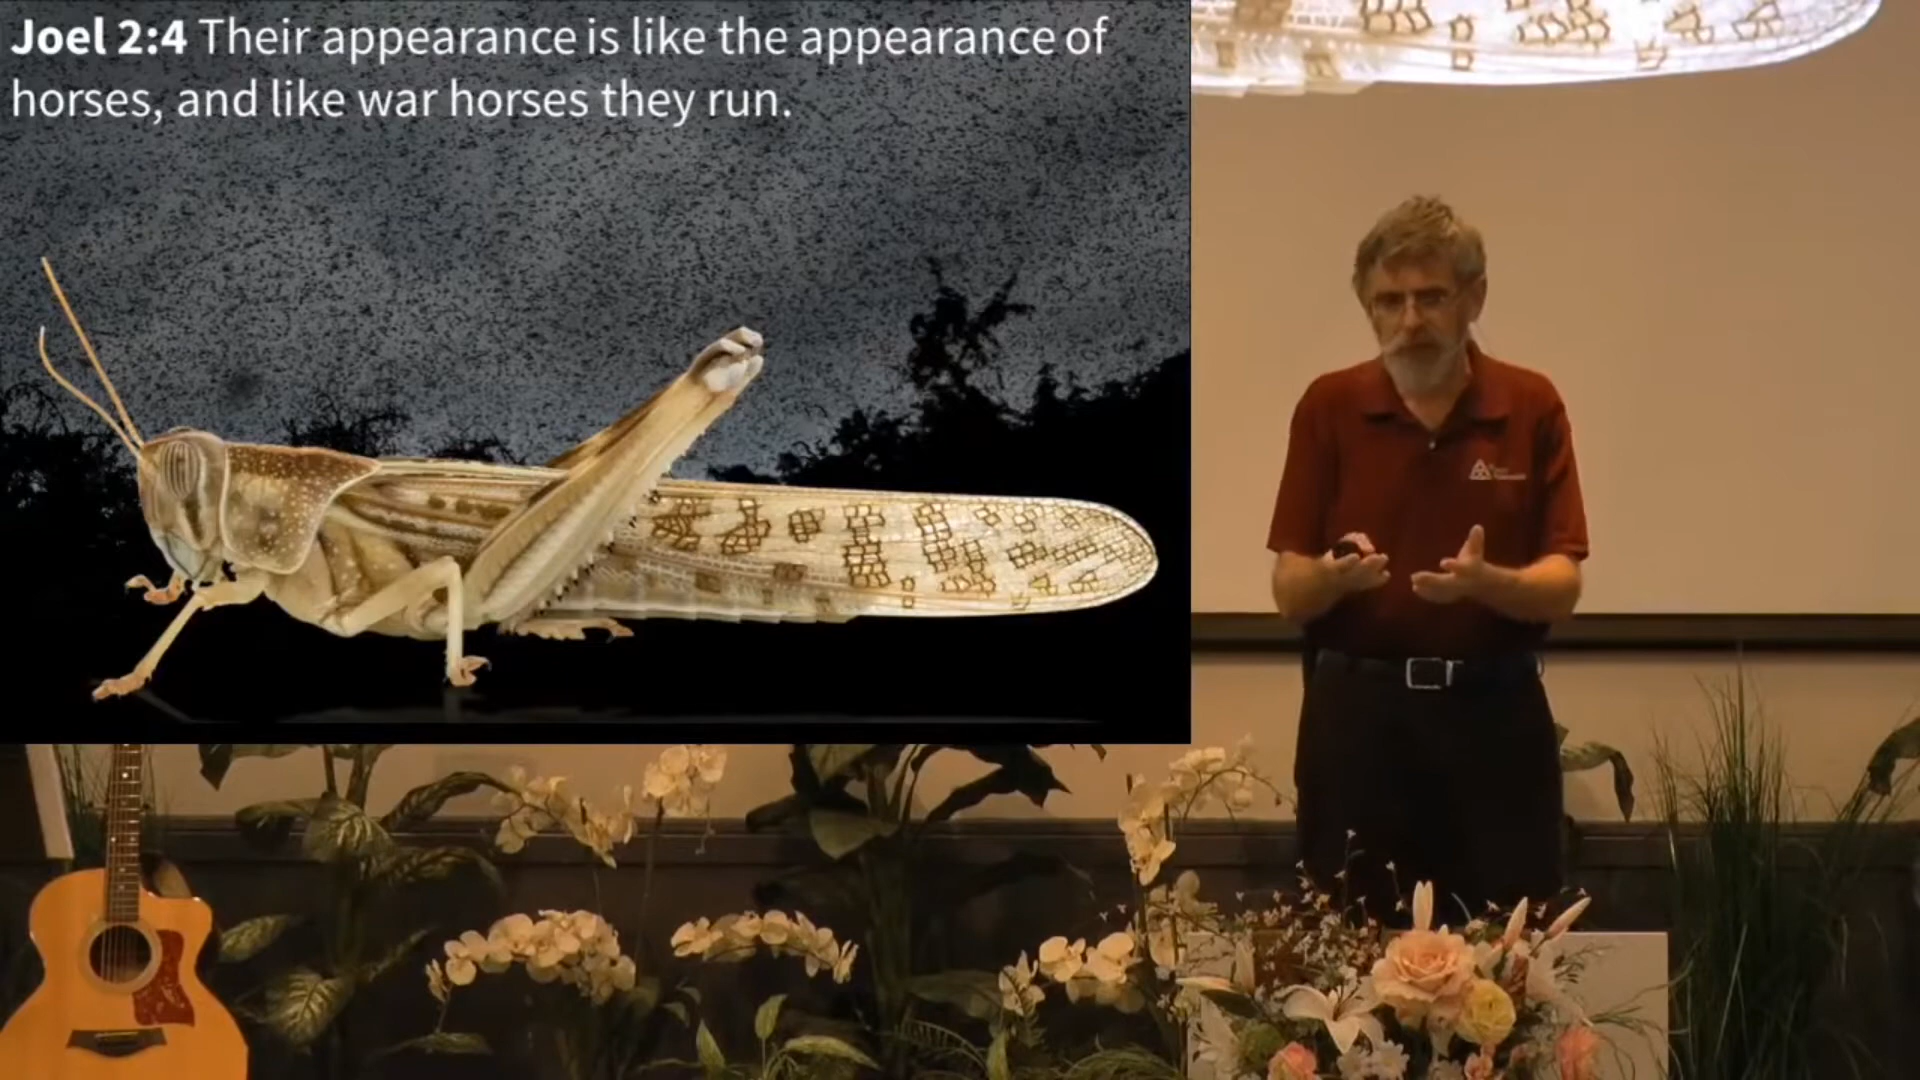 Joel 2:4 Their appearance is like the appearance of
horses, and like war horses they run.